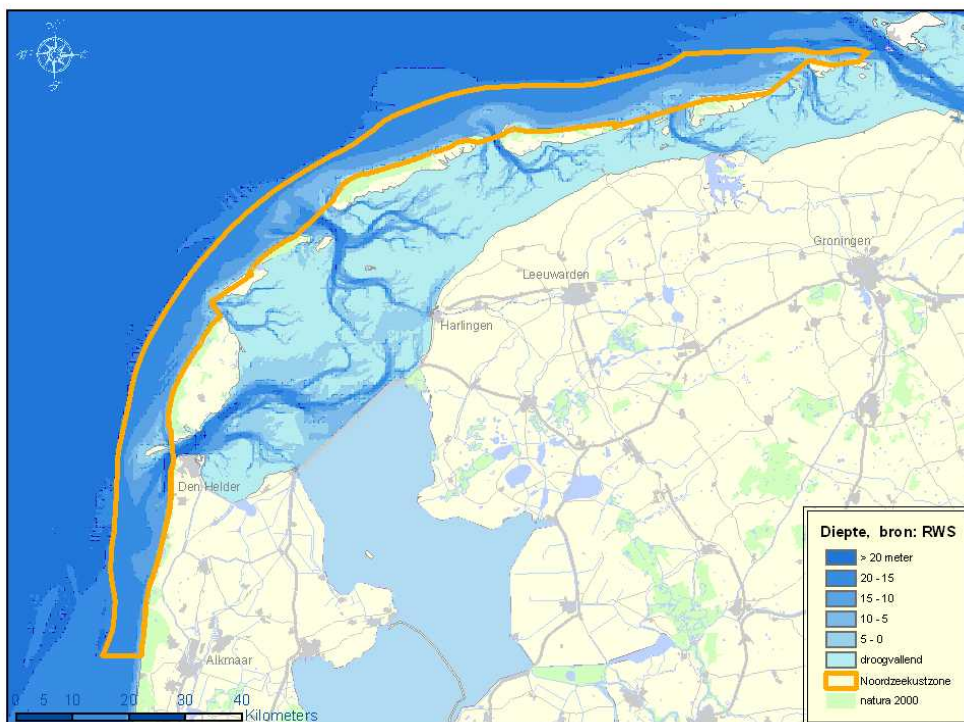 Groningen
Leeuwarden
Harlingen
Den Helder
Alkmaar
0 5 10 20 30 40
Kilometers
Diepte, bron: RWS
> 20 meter
20 - 15
15 - 10
10 - 5
5 - 0
droogvallend
Noordzeekustzone
natura 2000